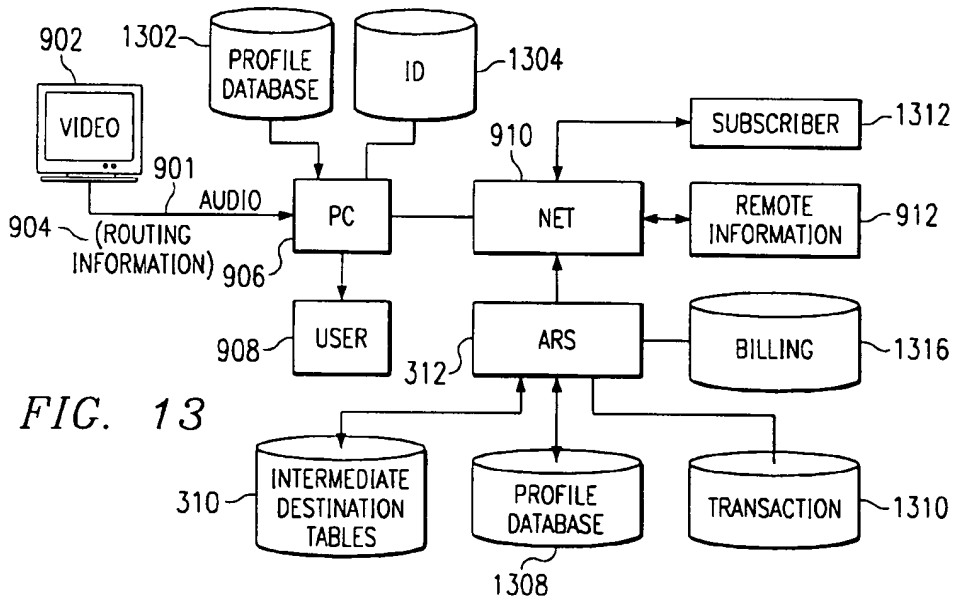 1302
902
PROFILE
DATABASE
ID
1304
VIDEO
910
SUBSCRIBER
1312
901
AUDIO
904
(ROUTING
INFORMATION)
PC
906
NET
REMOTE
INFORMATION
912
USER
908
ARS
312
BILLING
1316
FIG. 13
310
INTERMEDIATE
DESTINATION
TABLES
PROFILE
DATABASE
1308
TRANSACTION
1310